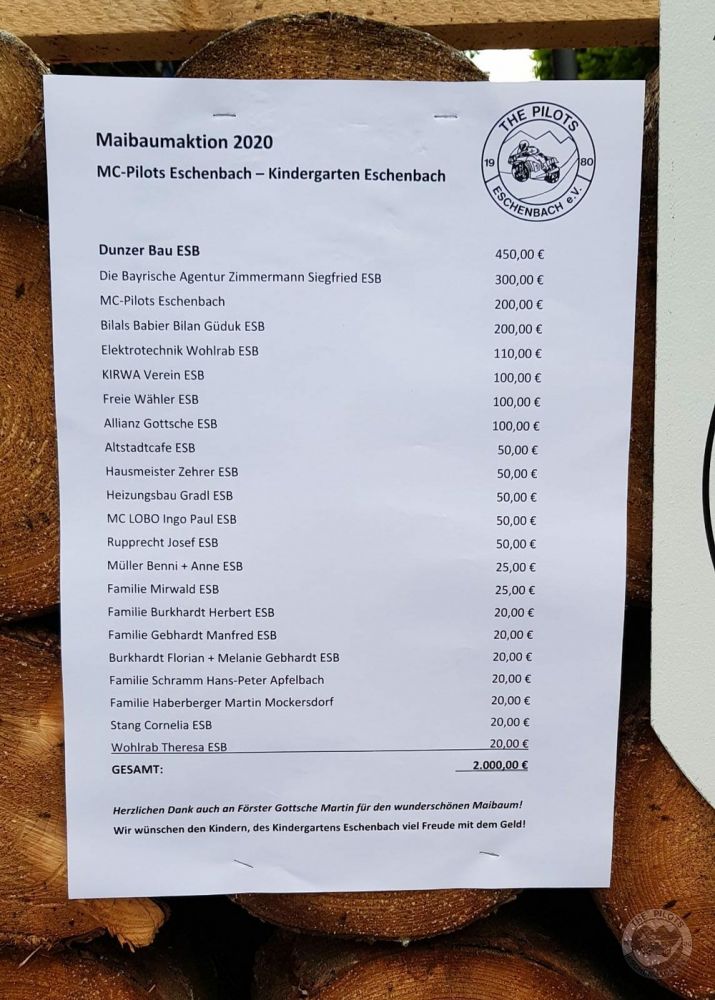 Maibaumaktion 2020
MC-Pilots Eschenbach – Kindergarten Eschenbach
THE PILOTS
19 80
ESCHENBACH e.V.
Dunzer Bau ESB 450,00 €
Die Bayrische Agentur Zimmermann Siegfried ESB 300,00 €
MC-Pilots Eschenbach 200,00 €
Bilals Babier Bilan Güduk ESB 200,00 €
Elektrotechnik Wohlrab ESB 110,00 €
KIRWA Verein ESB 100,00 €
Freie Wähler ESB 100,00 €
Allianz Gottsche ESB 100,00 €
Altstadtcafe ESB 50,00 €
Hausmeister Zehrer ESB 50,00 €
Heizungsbau Gradl ESB 50,00 €
MC LOBO Ingo Paul ESB 50,00 €
Rupprecht Josef ESB 50,00 €
Müller Benni + Anne ESB 25,00 €
Familie Mirwald ESB 25,00 €
Familie Burkhardt Herbert ESB 20,00 €
Familie Gebhardt Manfred ESB 20,00 €
Burkhardt Florian + Melanie Gebhardt ESB 20,00 €
Familie Schramm Hans-Peter Apfelbach 20,00 €
Familie Haberberger Martin Mockersdorf 20,00 €
Stang Cornelia ESB 20,00 €
Wohlrab Theresa ESB 20,00 €
GESAMT: 2.000,00 €
Herzlichen Dank auch an Förster Gottsche Martin für den wunderschönen Maibaum!
Wir wünschen den Kindern, des Kindergartens Eschenbach viel Freude mit dem Geld!
THE PILOTS